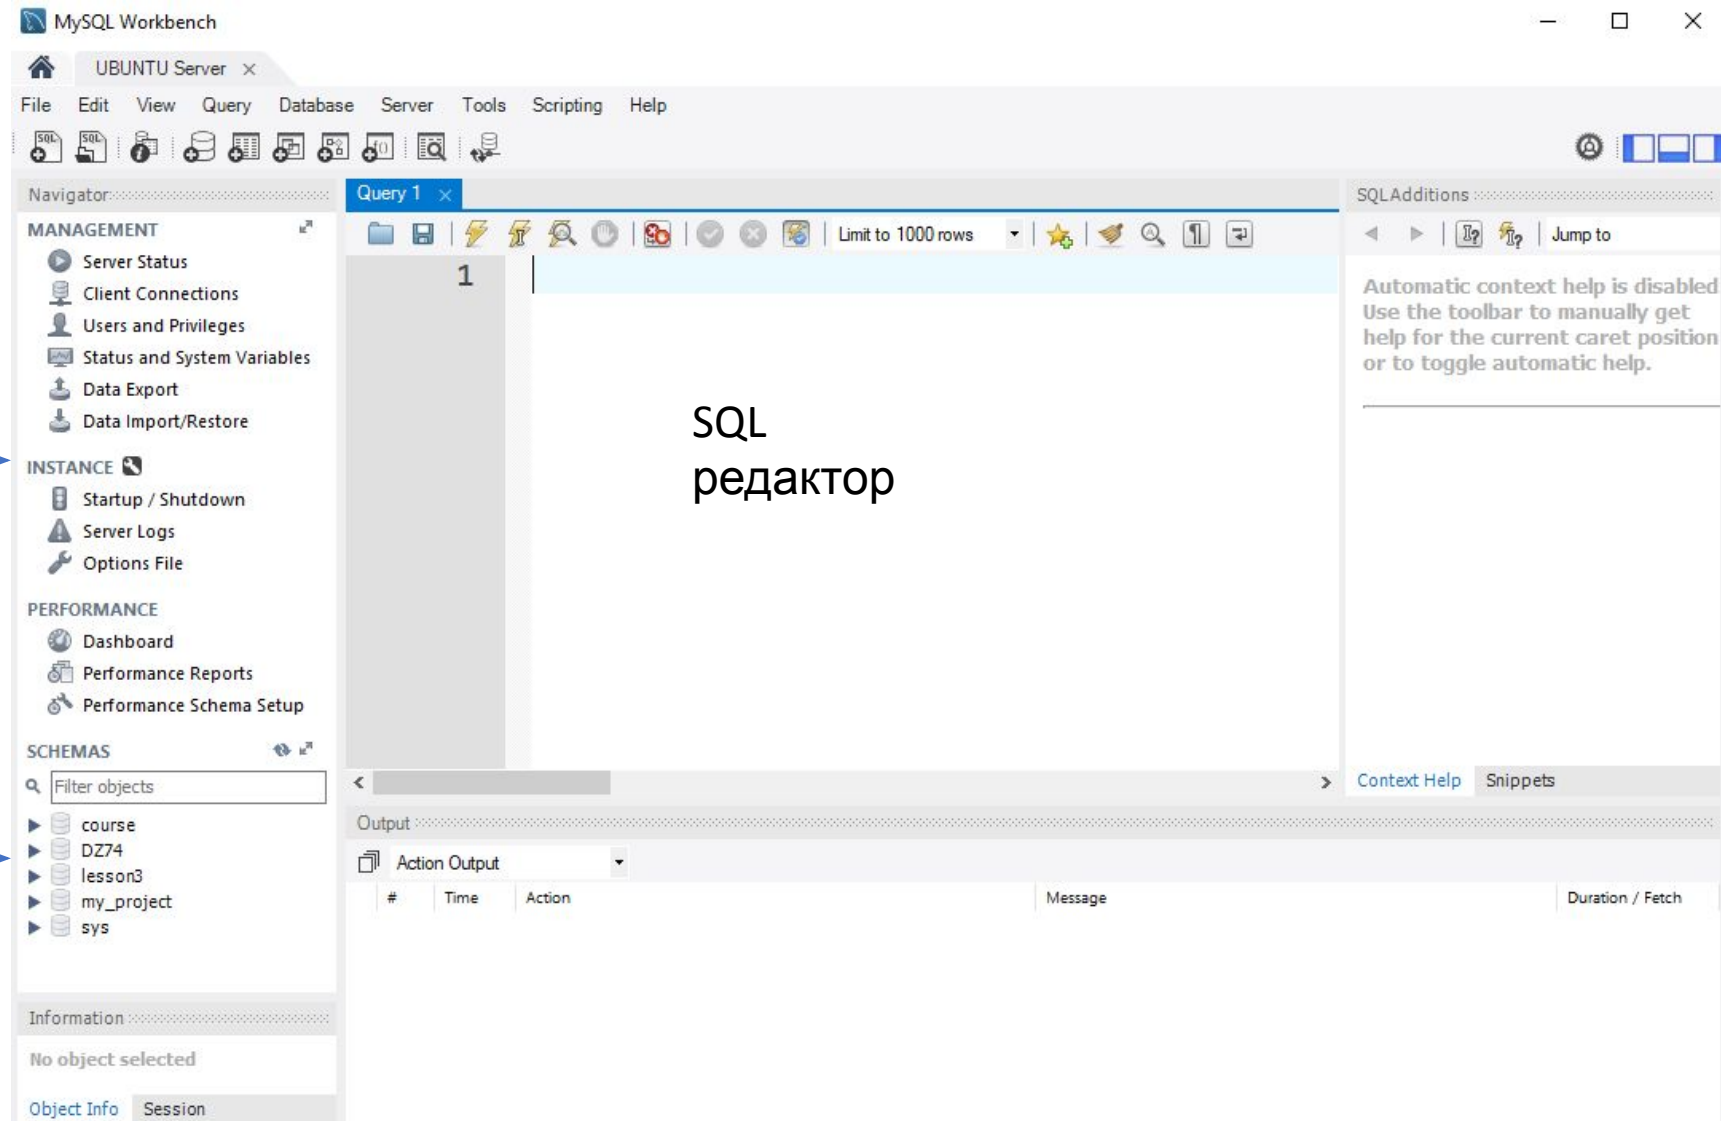 MySQL Workbench
UBUNTU Server
File Edit View Query Database Server Tools Scripting Help
Navigator
MANAGEMENT
Server Status
Client Connections
Users and Privileges
Status and System Variables
Data Export
Data Import/Restore
INSTANCE
Startup / Shutdown
Server Logs
Options File
PERFORMANCE
Dashboard
Performance Reports
Performance Schema Setup
SCHEMAS
Filter objects
course
DZ74
lesson3
my_project
sys
Information
No object selected
Object Info Session
Query 1
Limit to 1000 rows
1
SQL
редактор
SQLAdditions
Jump to
Automatic context help is disabled
Use the toolbar to manually get
help for the current caret position
or to toggle automatic help.
Context Help Snippets
Output
Action Output
# Time Action Message Duration / Fetch